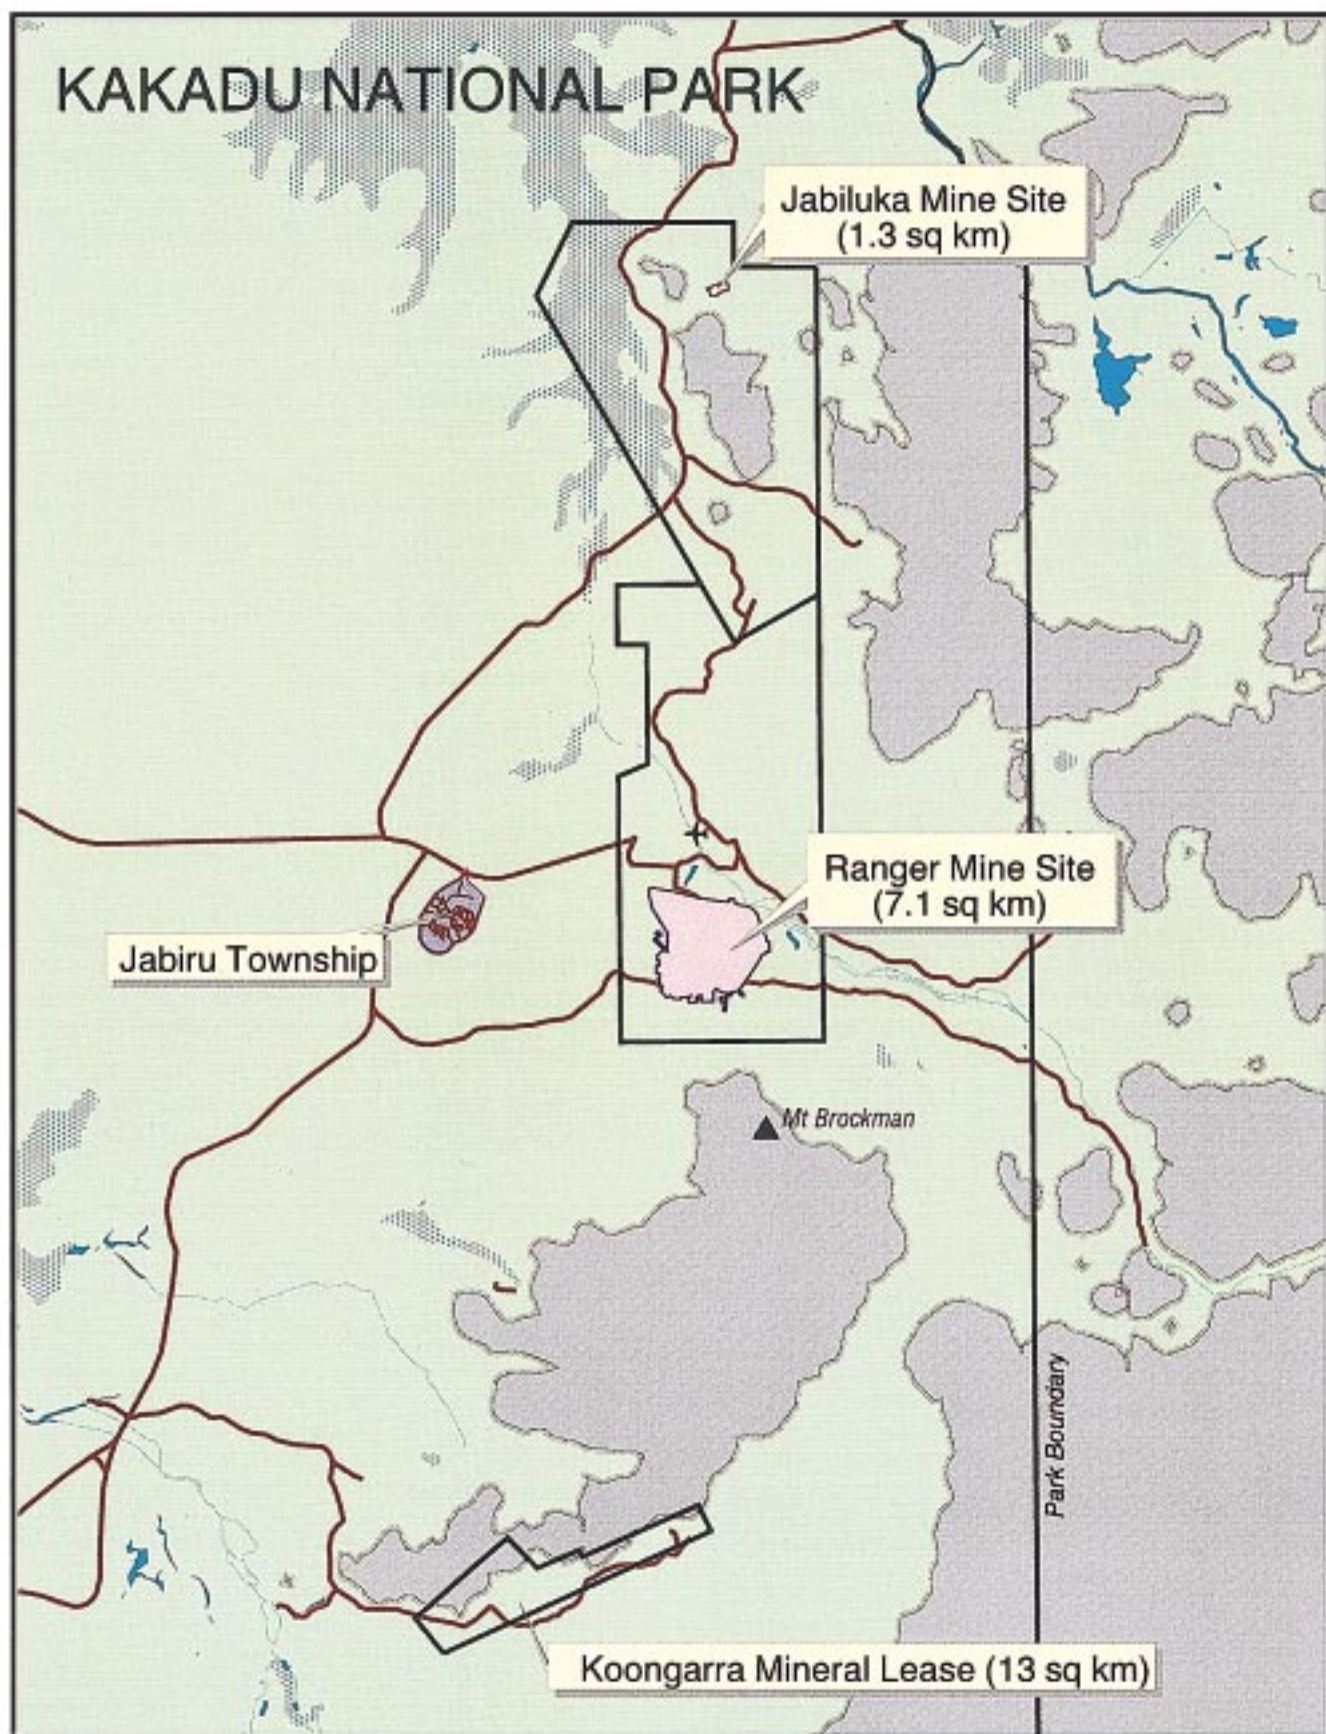 KAKADU NATIONAL PARK
Jabiluka Mine Site
(1.3 sq km)
Ranger Mine Site
(7.1 sq km)
Jabiru Township
Mt Brockman
Park Boundary
Koongarra Mineral Lease (13 sq km)